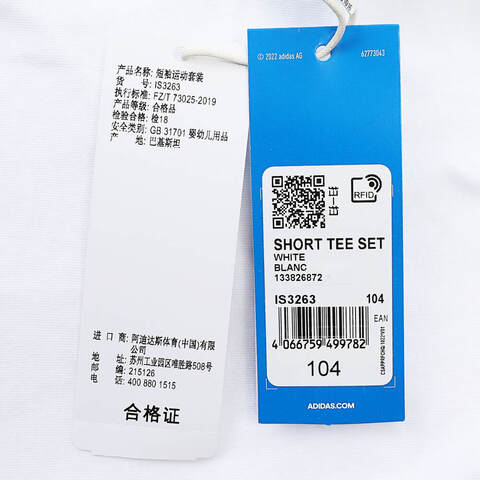 产品名称: 短袖运动套装
货 号: IS3263
执行标准: FZ/T 73025-2019
产品等级: 合格品
检验合格: 检18
安全类别: GB 31701 婴幼儿用品
产 地: 巴基斯坦
进 口 商: 阿迪达斯体育(中国)有限
公司
地 址: 苏州工业园区唯胜路508号
邮 编: 215126
电 话: 400 880 1515
合格证
© 2022 adidas AG 62773043
RFID
SHORT TEE SET
WHITE
BLANC
133826872
IS3263 104
EAN
4 066759 499782
104
ADIDAS.COM